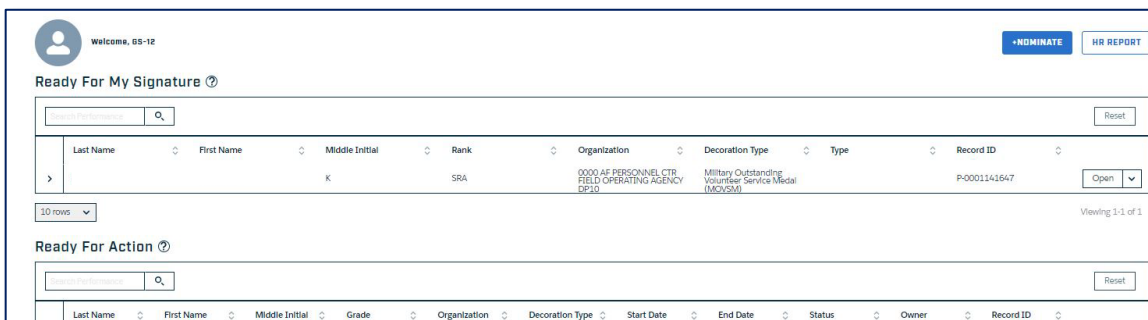 Welcome, GS-12
+NOMINATE
HR REPORT
Ready For My Signature ?
Search Performance
Reset
Last Name First Name Middle Initial Rank Organization Decoration Type Type Record ID
K SRA 0000 AF PERSONNEL CTR FIELD OPERATING AGENCY DP10 Military Outstanding Volunteer Service Medal (MOVSM) P-0001141647 Open
10 rows
Viewing 1-1 of 1
Ready For Action ?
Search Performance
Reset
Last Name First Name Middle Initial Grade Organization Decoration Type Start Date End Date Status Owner Record ID